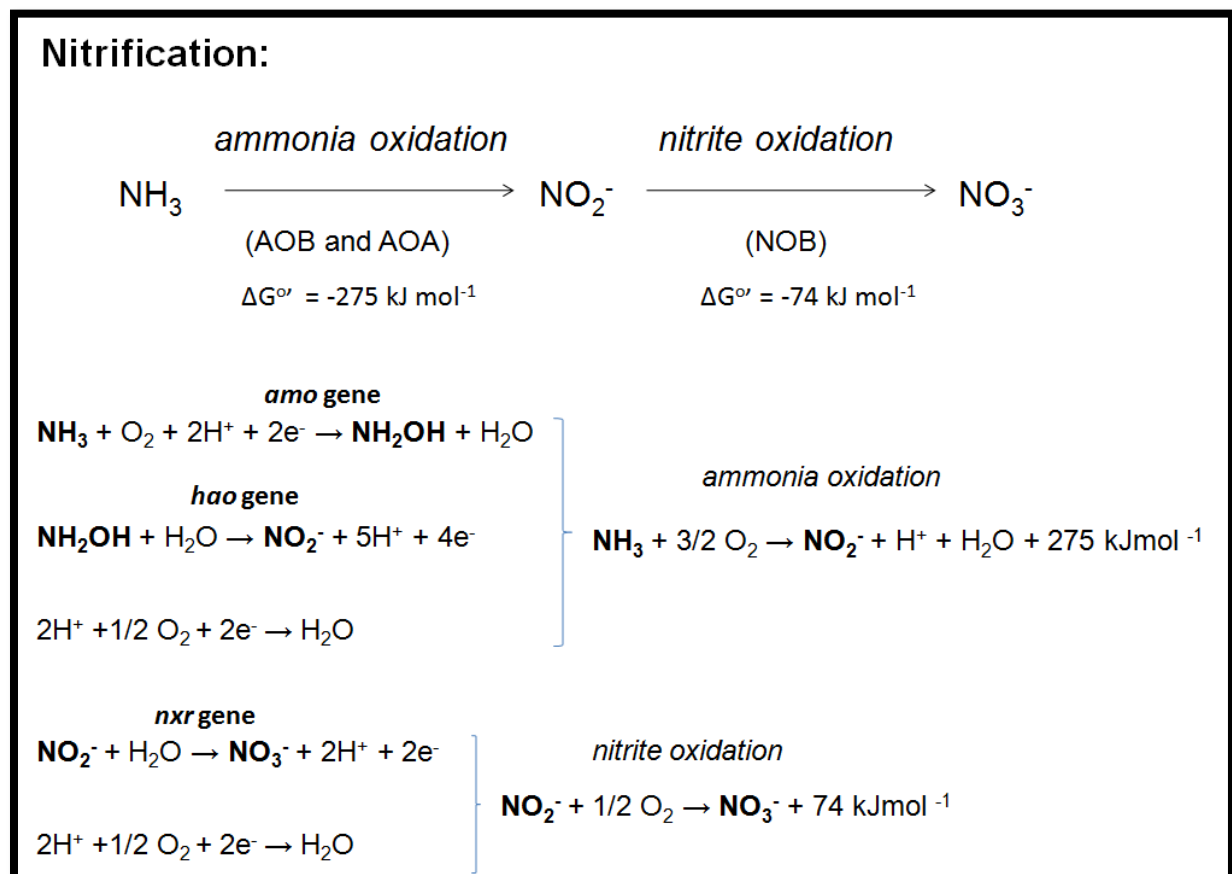 Nitrification:
ammonia oxidation nitrite oxidation
NH₃ ⟶ NO₂⁻ ⟶ NO₃⁻
(AOB and AOA) (NOB)
ΔG°′ = -275 kJ mol⁻¹ ΔG°′ = -74 kJ mol⁻¹
amo gene
NH₃ + O₂ + 2H⁺ + 2e⁻ → NH₂OH + H₂O
hao gene
NH₂OH + H₂O → NO₂⁻ + 5H⁺ + 4e⁻
2H⁺ +1/2 O₂ + 2e⁻ → H₂O
ammonia oxidation
NH₃ + 3/2 O₂ → NO₂⁻ + H⁺ + H₂O + 275 kJmol ⁻¹
nxr gene
NO₂⁻ + H₂O → NO₃⁻ + 2H⁺ + 2e⁻
2H⁺ +1/2 O₂ + 2e⁻ → H₂O
nitrite oxidation
NO₂⁻ + 1/2 O₂ → NO₃⁻ + 74 kJmol ⁻¹